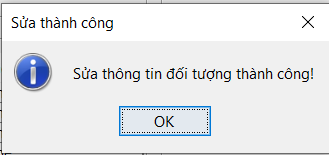 Sửa thành công
Sửa thông tin đối tượng thành công!
OK